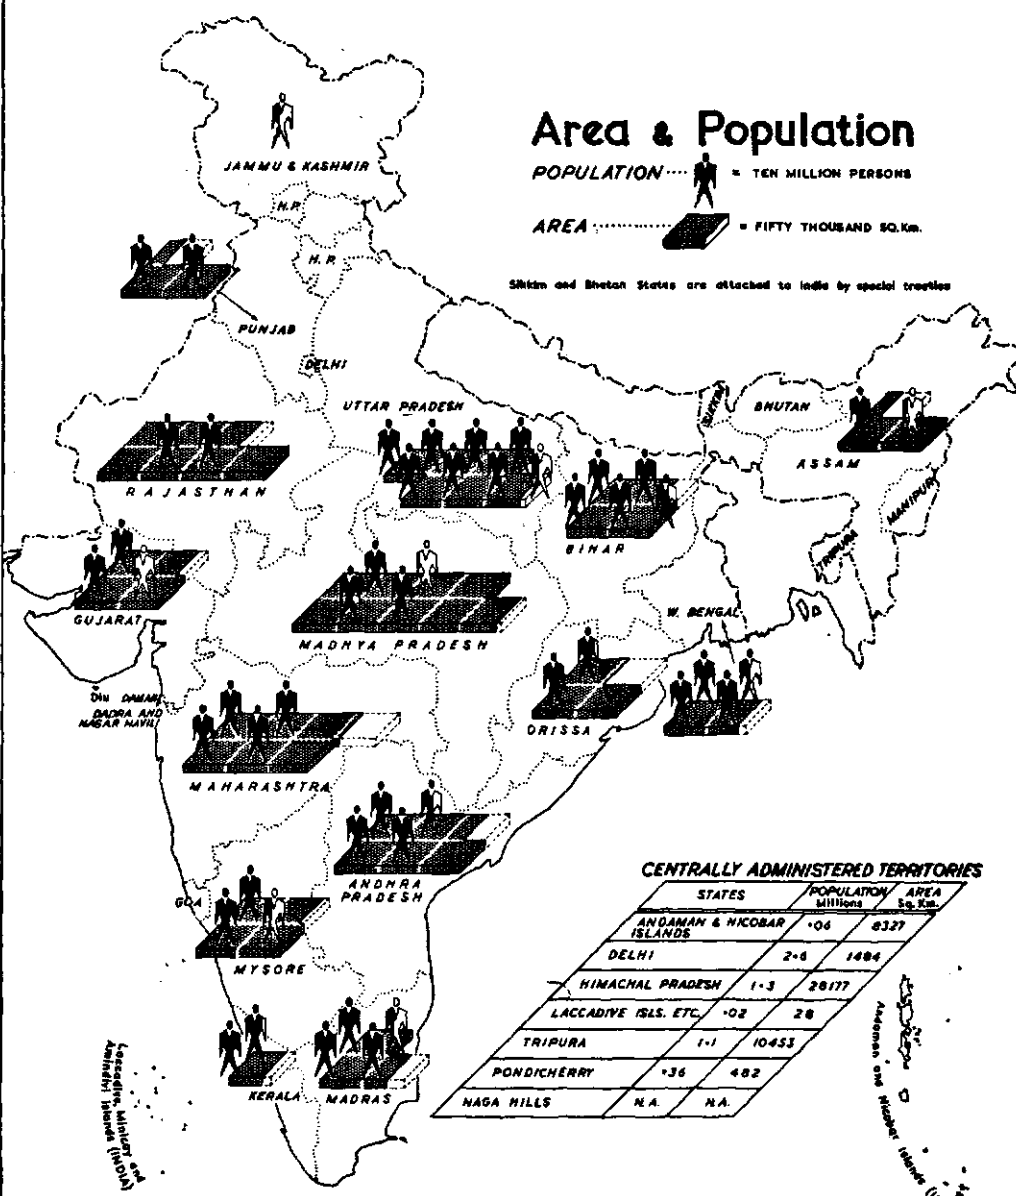 Area & Population
POPULATION = TEN MILLION PERSONS
AREA = FIFTY THOUSAND SQ.Km.
Sikkim and Bhutan States are attached to India by special treaties
JAMMU & KASHMIR
H.P.
H.P.
PUNJAB
DELHI
UTTAR PRADESH
SIKKIM
BHUTAN
ASSAM
MANIPUR
TRIPURA
RAJASTHAN
BIHAR
GUJARAT
MADHYA PRADESH
W. BENGAL
DIU DAMAN,
DADRA AND
NAGAR HAVILI
ORISSA
MAHARASHTRA
ANDHRA
PRADESH
GOA
MYSORE
KERALA
MADRAS
Laccadive, Minicoy and
Amindivi Islands (INDIA)
CENTRALLY ADMINISTERED TERRITORIES
STATES POPULATION Millions AREA Sq. Km.
ANDAMAN & NICOBAR ISLANDS ·06 8327
DELHI 2·6 1484
HIMACHAL PRADESH 1·3 28177
LACCADIVE ISLS. ETC. ·02 28
TRIPURA 1·1 10453
PONDICHERRY ·36 482
NAGA HILLS N.A. N.A.
Andaman and Nicobar Islands